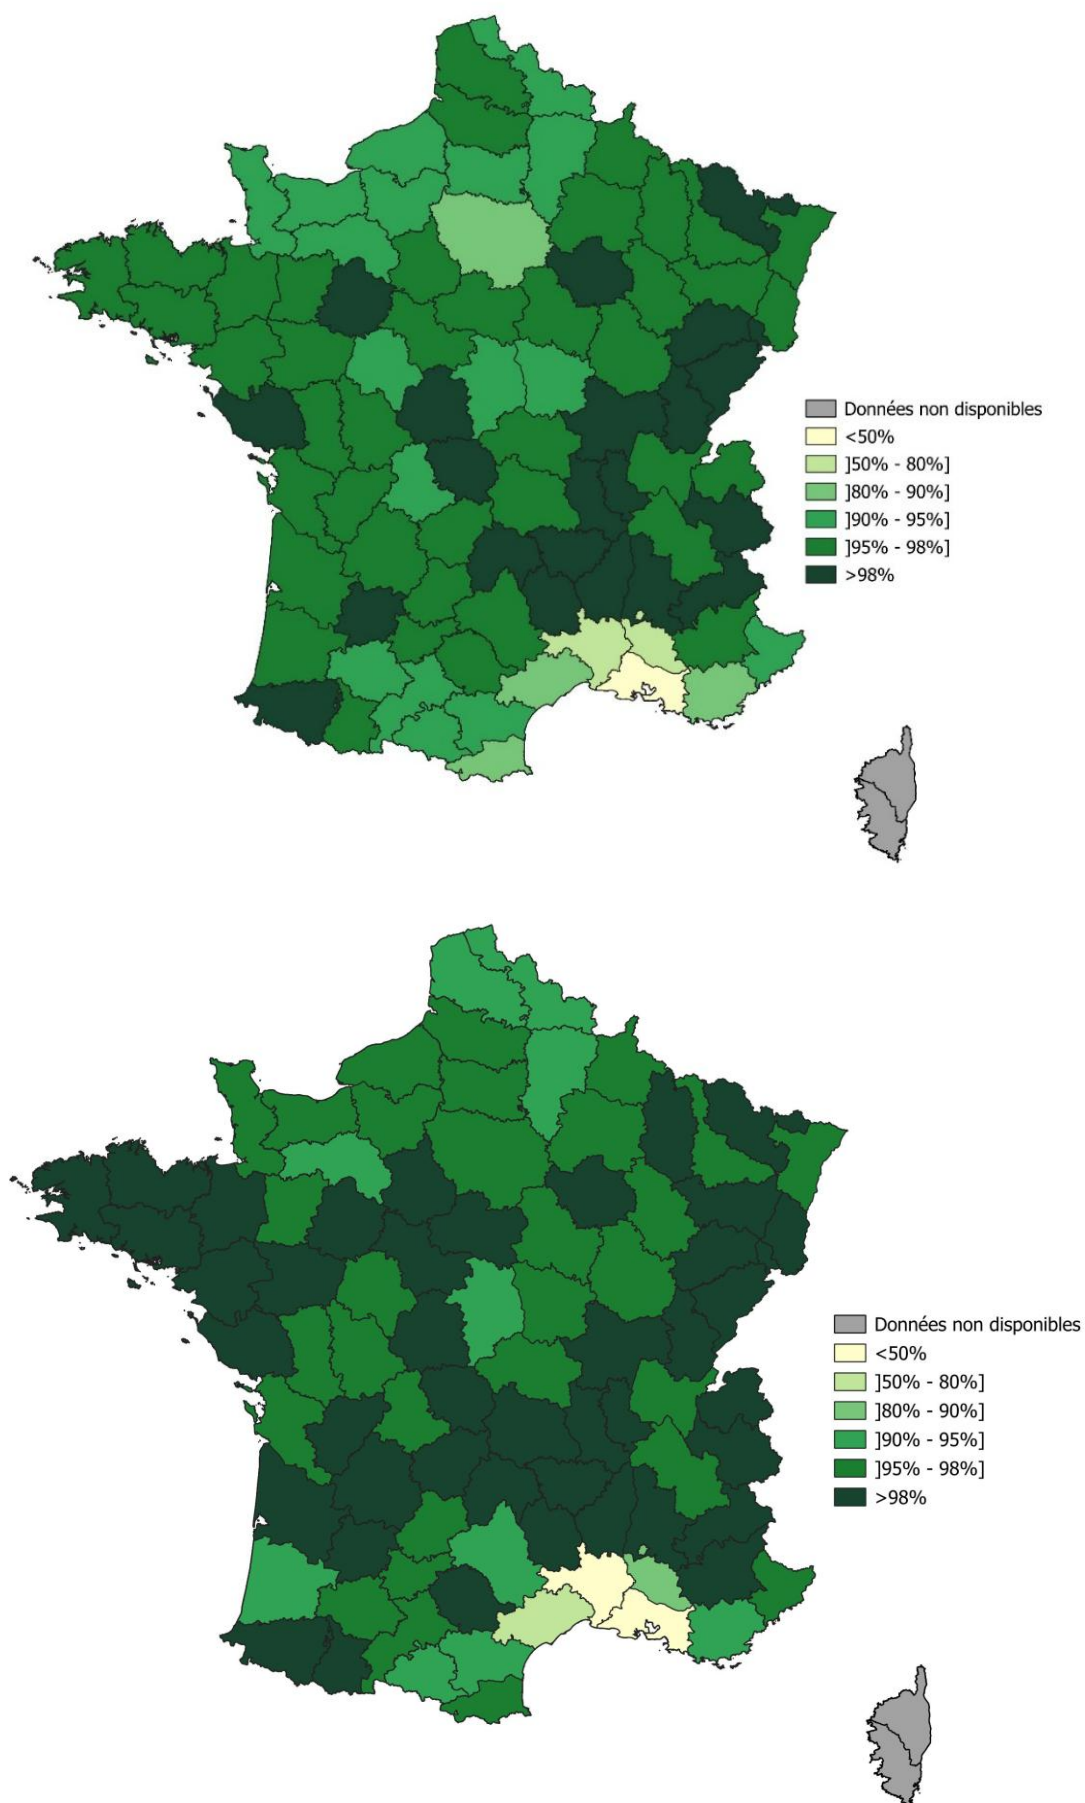 Données non disponibles
<50%
]50% - 80%]
]80% - 90%]
]90% - 95%]
]95% - 98%]
>98%
Données non disponibles
<50%
]50% - 80%]
]80% - 90%]
]90% - 95%]
]95% - 98%]
>98%